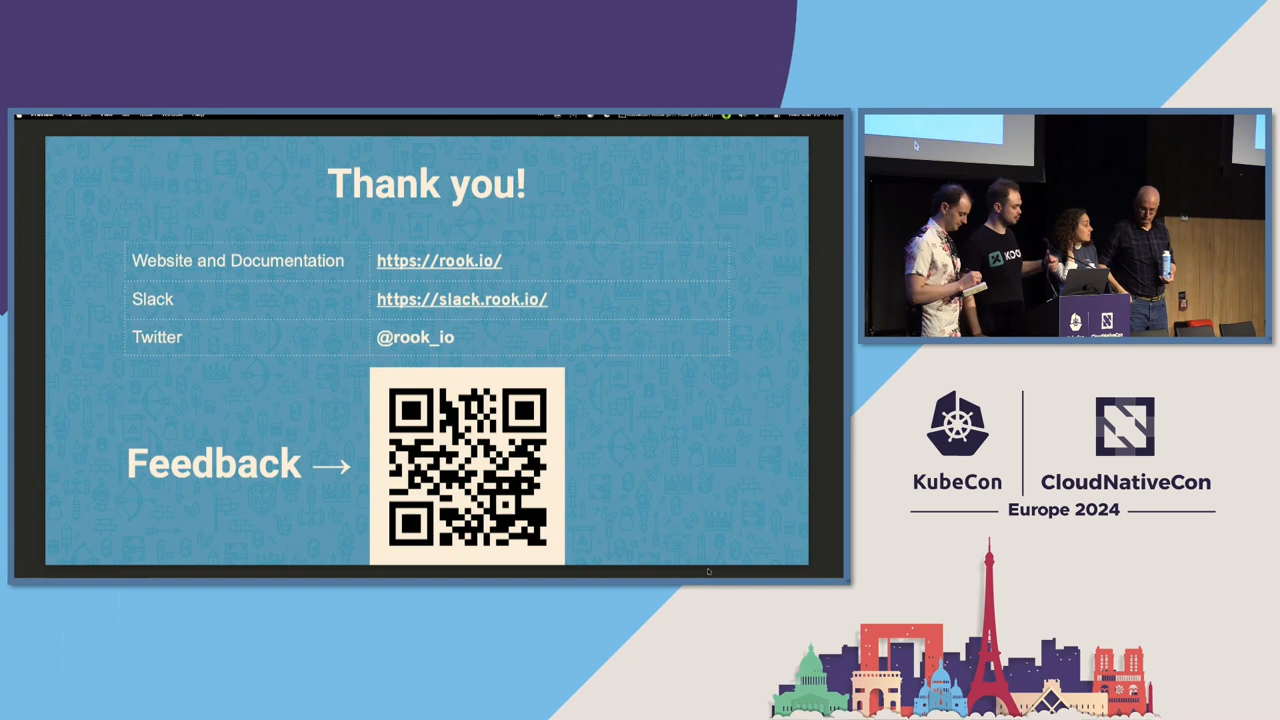 Thank you!
Website and Documentation https://rook.io/
Slack https://slack.rook.io/
Twitter @rook_io
Feedback →
KOO
KubeCon
CloudNativeCon
Europe 2024